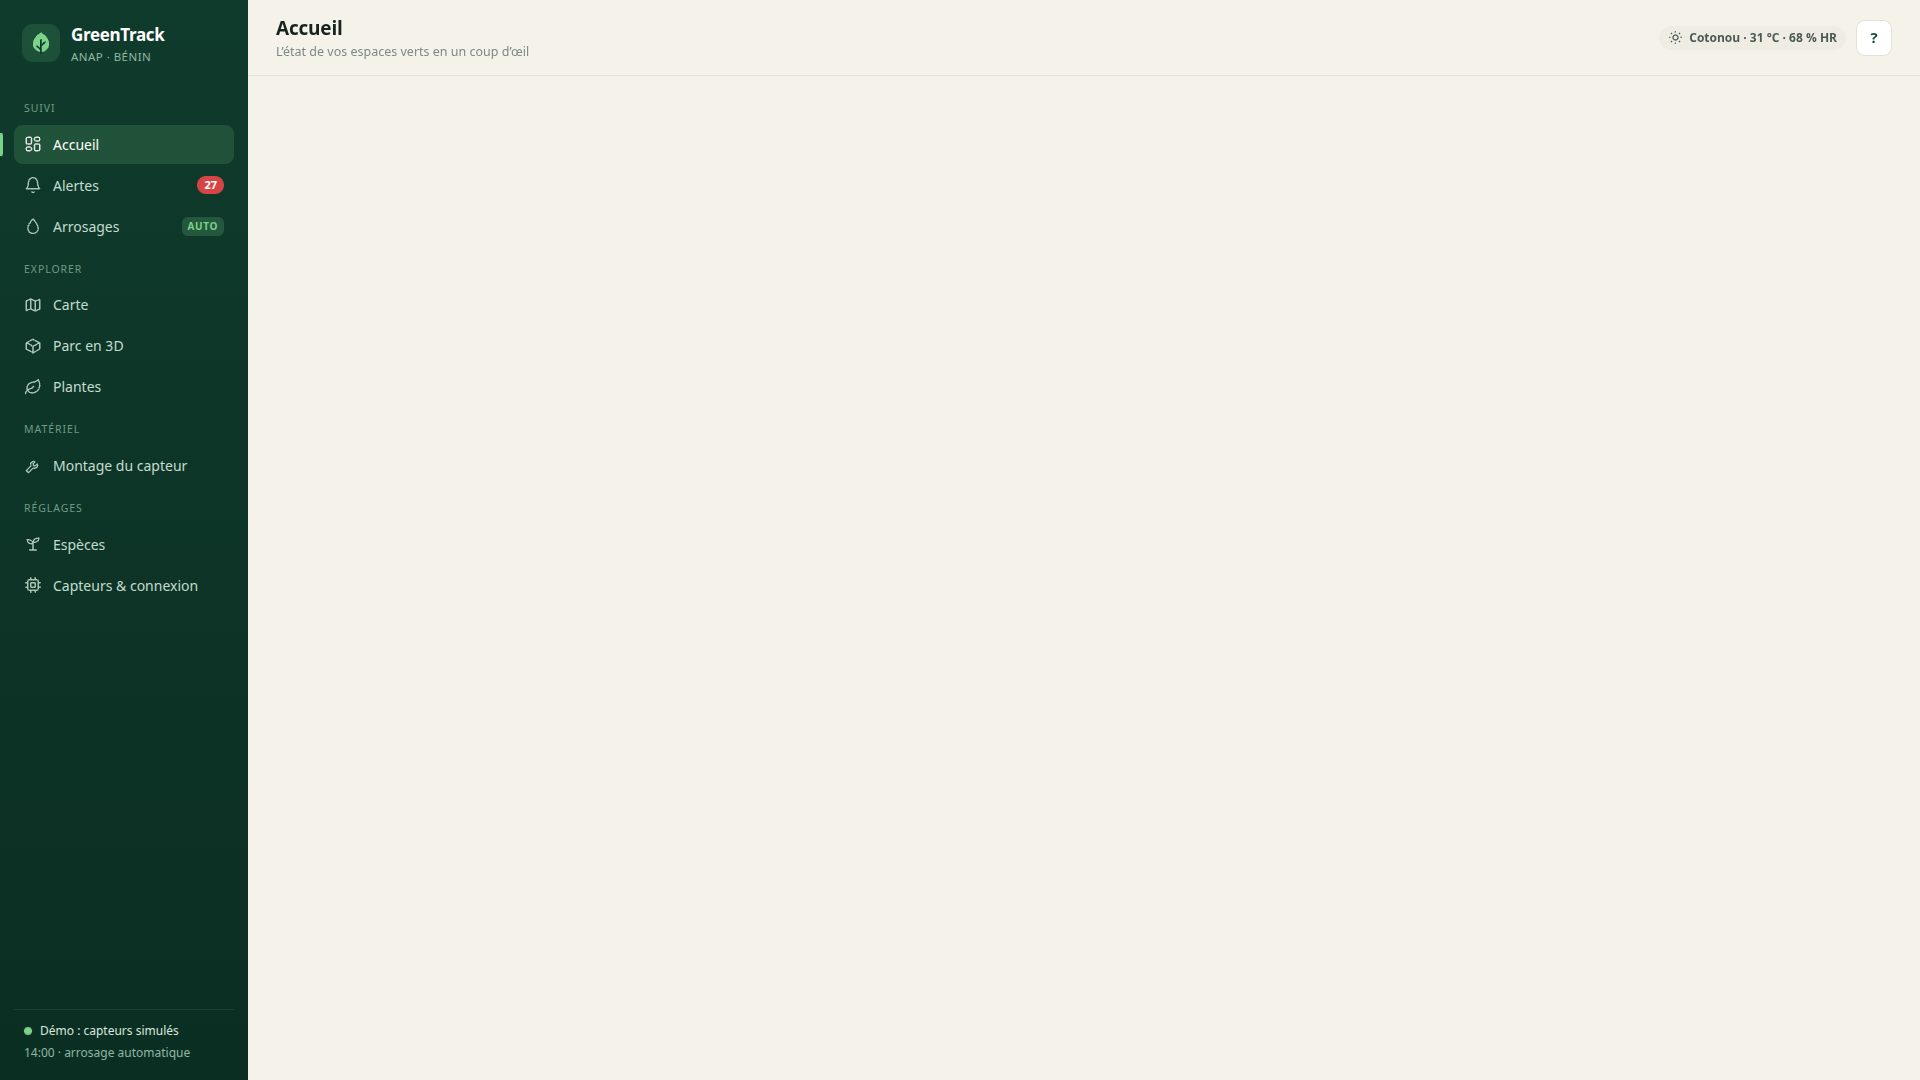 GreenTrack
ANAP · BÉNIN
SUIVI
Accueil
Alertes 27
Arrosages AUTO
EXPLORER
Carte
Parc en 3D
Plantes
MATÉRIEL
Montage du capteur
RÉGLAGES
Espèces
Capteurs & connexion
Démo : capteurs simulés
14:00 · arrosage automatique
Accueil
L’état de vos espaces verts en un coup d’œil
Cotonou · 31 °C · 68 % HR
?